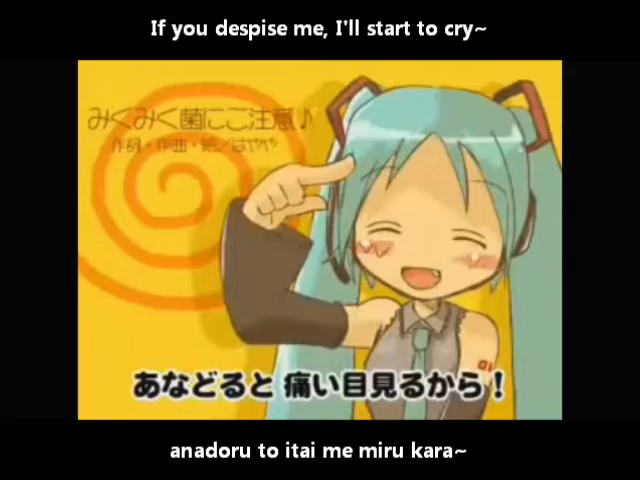 If you despise me, I'll start to cry~
みくみく菌にご注意♪
作詞・作曲・絵/はややP
01
あなどると 痛い目見るから!
anadoru to itai me miru kara~